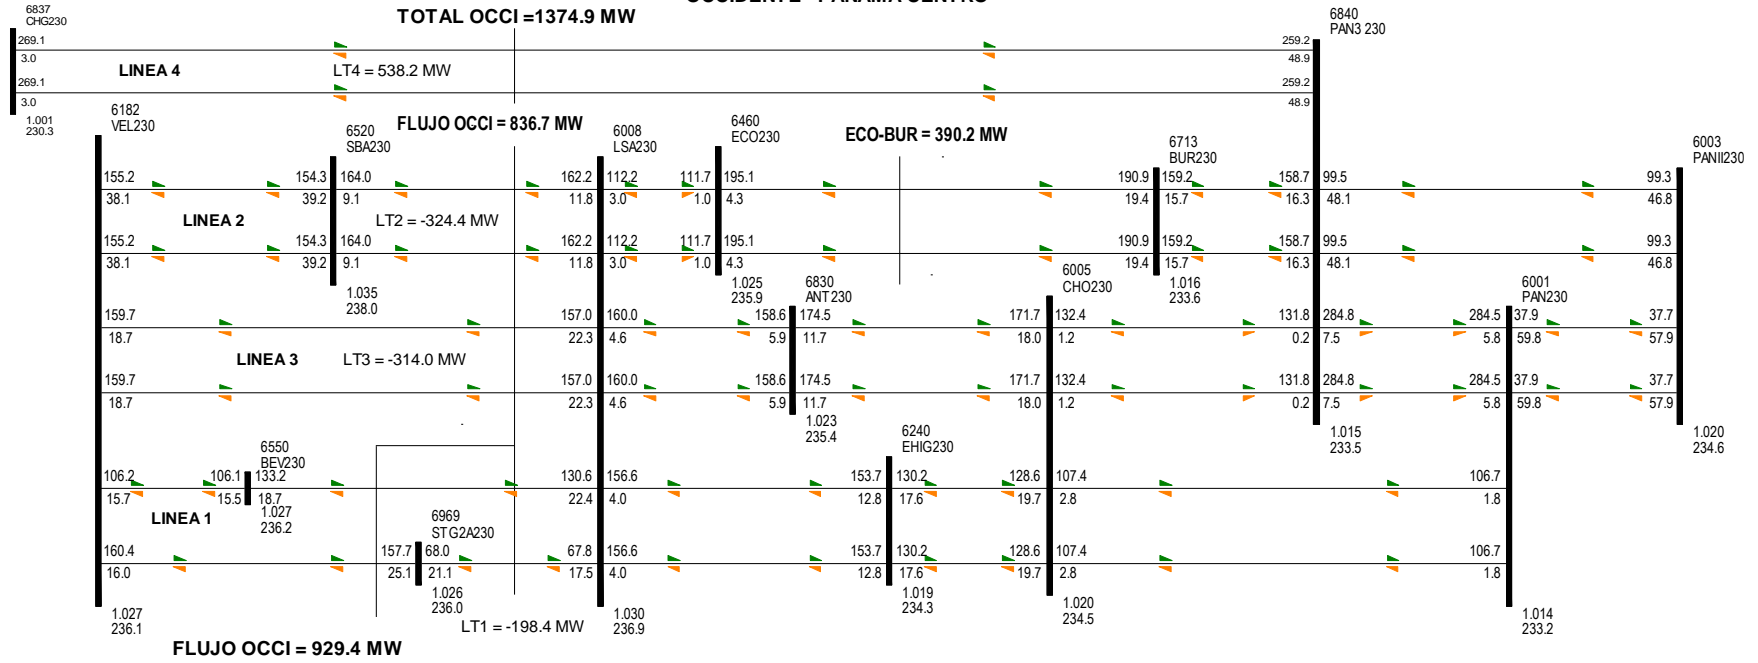 OCCIDENTE - PANAMA CENTRO
TOTAL OCCI =1374.9 MW
6837
CHG230
6840
PAN3 230
269.1
259.2
3.0
48.9
LINEA 4
LT4 = 538.2 MW
269.1
259.2
3.0
48.9
1.001
230.3
6182
VEL230
FLUJO OCCI = 836.7 MW
6520
SBA230
6008
LSA230
6460
ECO230
ECO-BUR = 390.2 MW
6713
BUR230
6003
PANII230
155.2 154.3 164.0 162.2 112.2 111.7 195.1 190.9 159.2 158.7 99.5 99.3
38.1 39.2 9.1 11.8 3.0 1.0 4.3 19.4 15.7 16.3 48.1 46.8
LINEA 2
LT2 = -324.4 MW
155.2 154.3 164.0 162.2 112.2 111.7 195.1 190.9 159.2 158.7 99.5 99.3
38.1 39.2 9.1 11.8 3.0 1.0 4.3 19.4 15.7 16.3 48.1 46.8
1.035
238.0
1.025
235.9
1.016
233.6
6830
ANT230
6005
CHO230
6001
PAN230
159.7 157.0 160.0 158.6 174.5 171.7 132.4 131.8 284.8 284.5 37.9 37.7
18.7 22.3 4.6 5.9 11.7 18.0 1.2 0.2 7.5 5.8 59.8 57.9
LINEA 3
LT3 = -314.0 MW
159.7 157.0 160.0 158.6 174.5 171.7 132.4 131.8 284.8 284.5 37.9 37.7
18.7 22.3 4.6 5.9 11.7 18.0 1.2 0.2 7.5 5.8 59.8 57.9
1.023
235.4
1.015
233.5
1.020
234.6
6550
BEV230
6240
EHIG230
106.2 106.1 133.2 130.6 156.6 153.7 130.2 128.6 107.4 106.7
15.7 15.5 18.7 22.4 4.0 12.8 17.6 19.7 2.8 1.8
1.027
236.2
LINEA 1
6969
STG2A230
160.4 157.7 68.0 67.8 156.6 153.7 130.2 128.6 107.4 106.7
16.0 25.1 21.1 17.5 4.0 12.8 17.6 19.7 2.8 1.8
1.026
236.0
1.019
234.3
1.020
234.5
1.027
236.1
LT1 = -198.4 MW
1.030
236.9
1.014
233.2
FLUJO OCCI = 929.4 MW